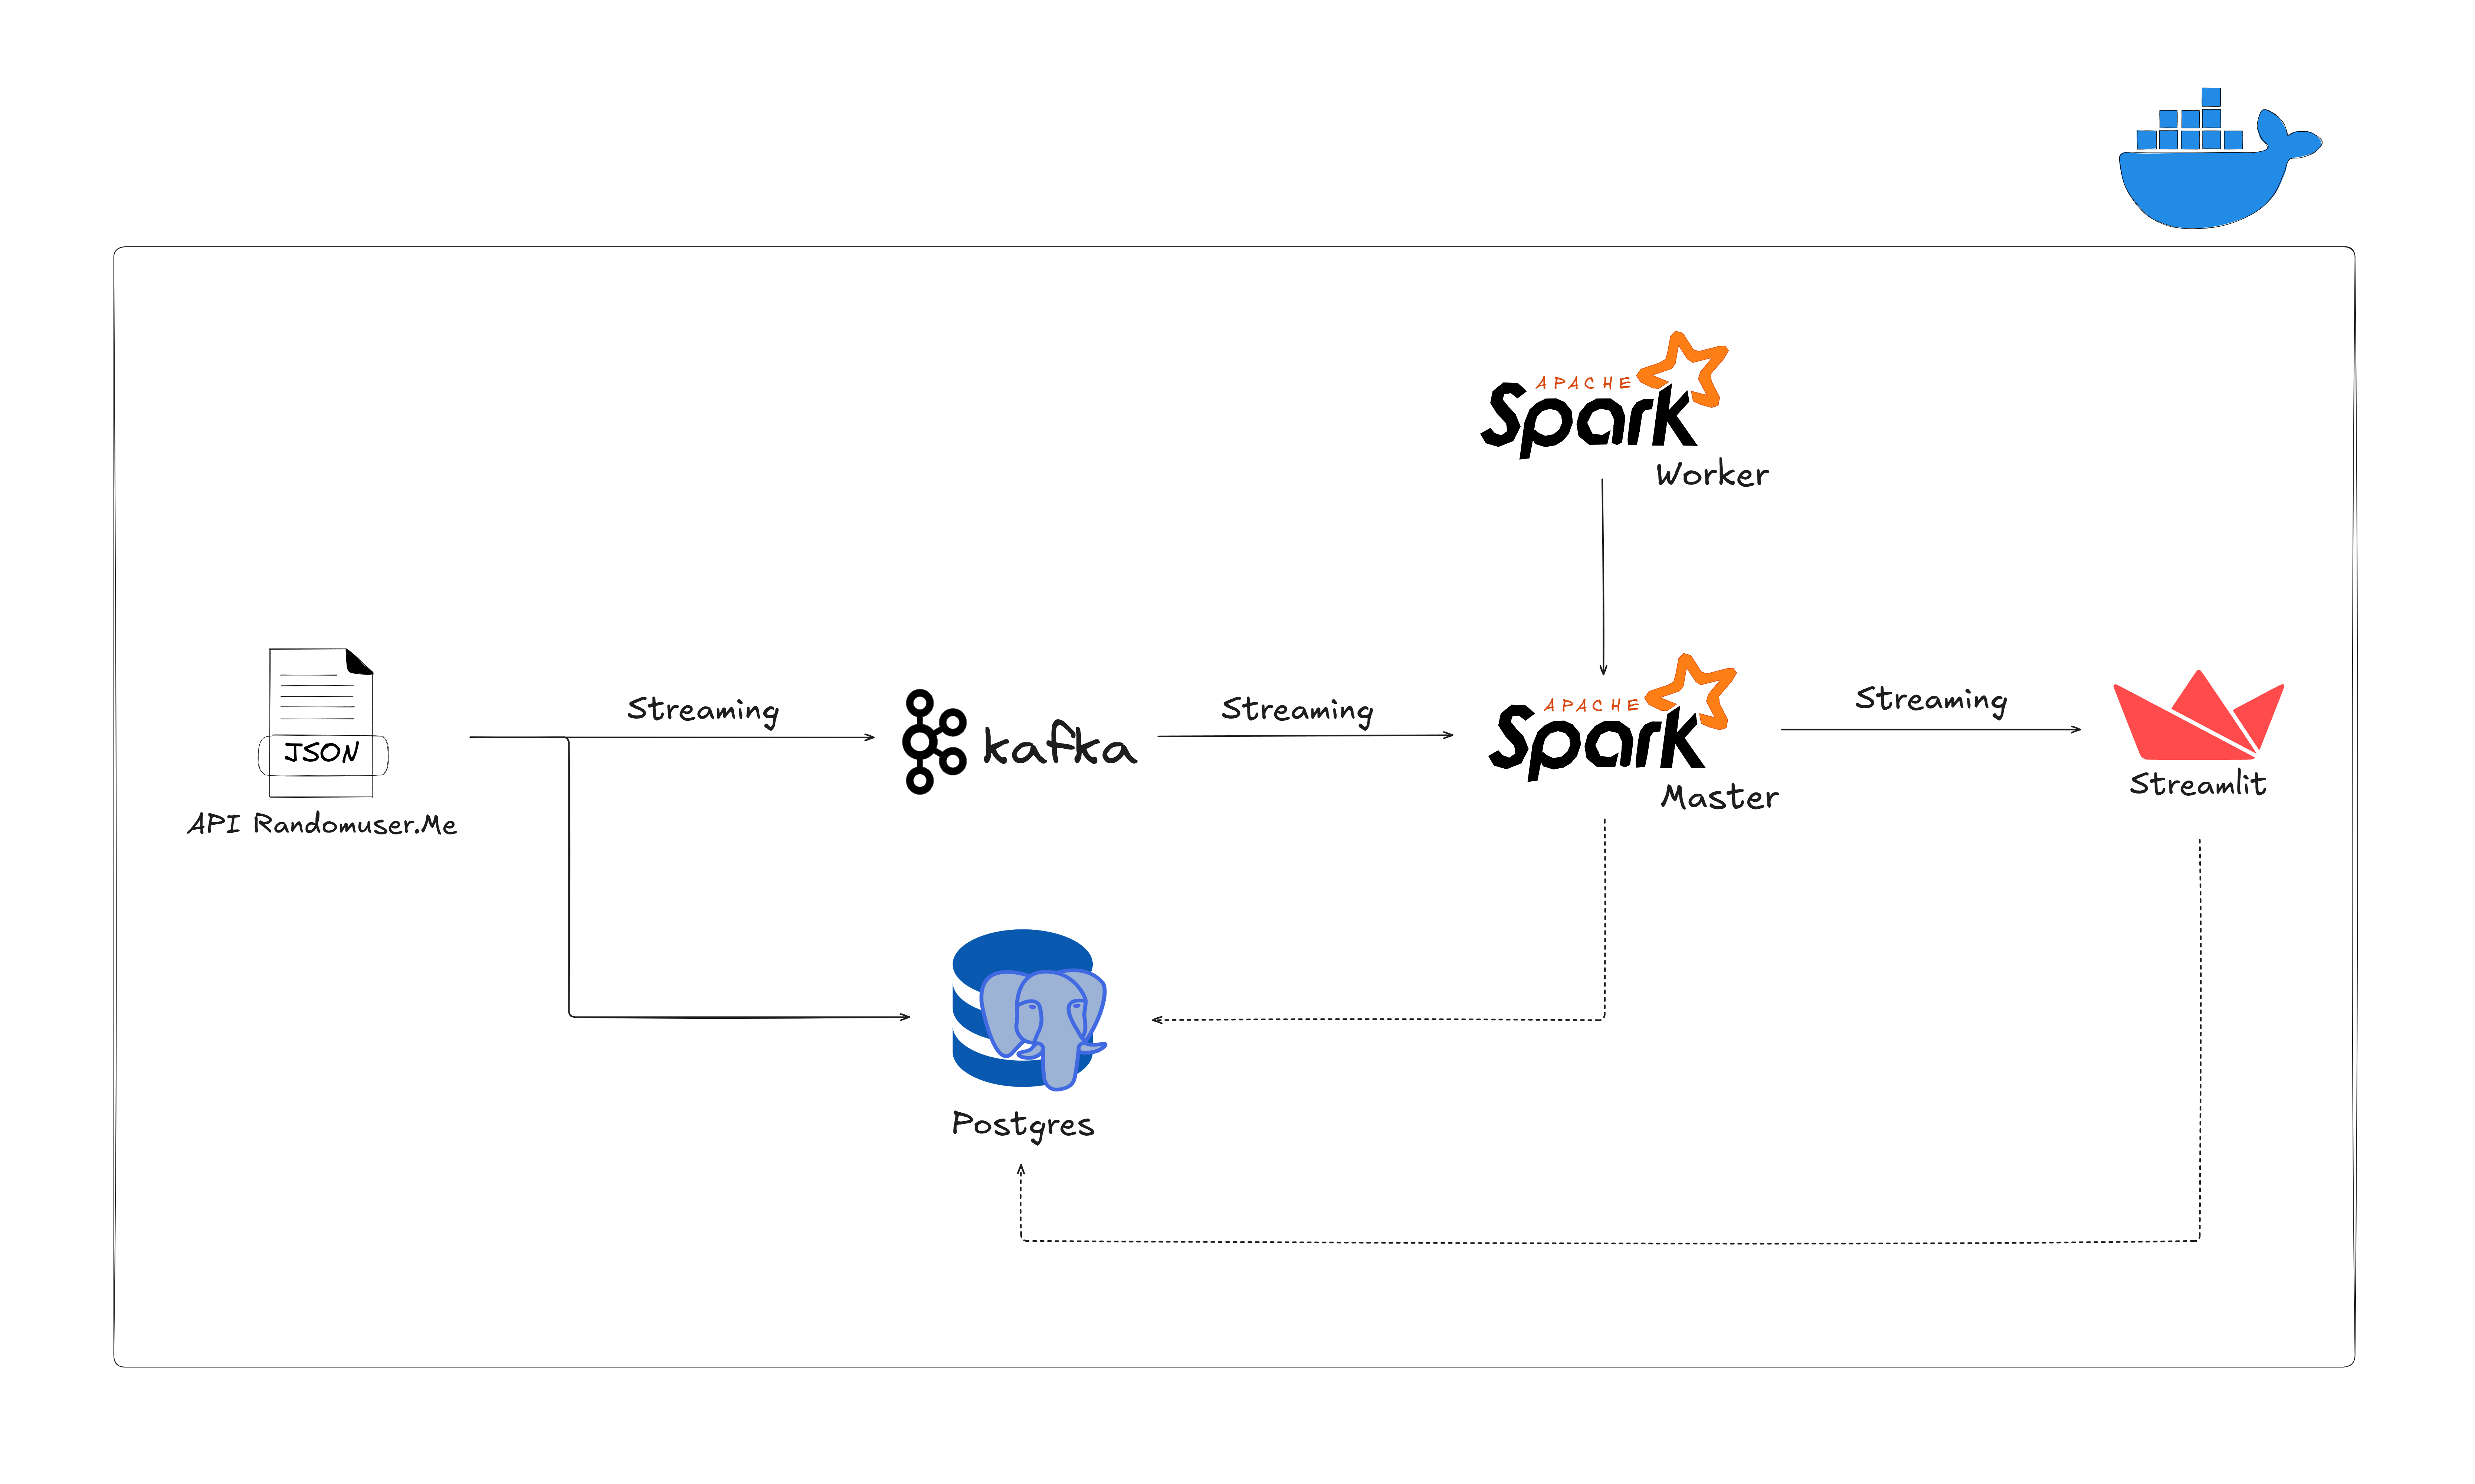 APACHE
Spark
Worker
JSON
API Randomuser.Me
Streaming
kafka
Streaming
APACHE
Spark
Master
Streaming
Streamlit
Postgres